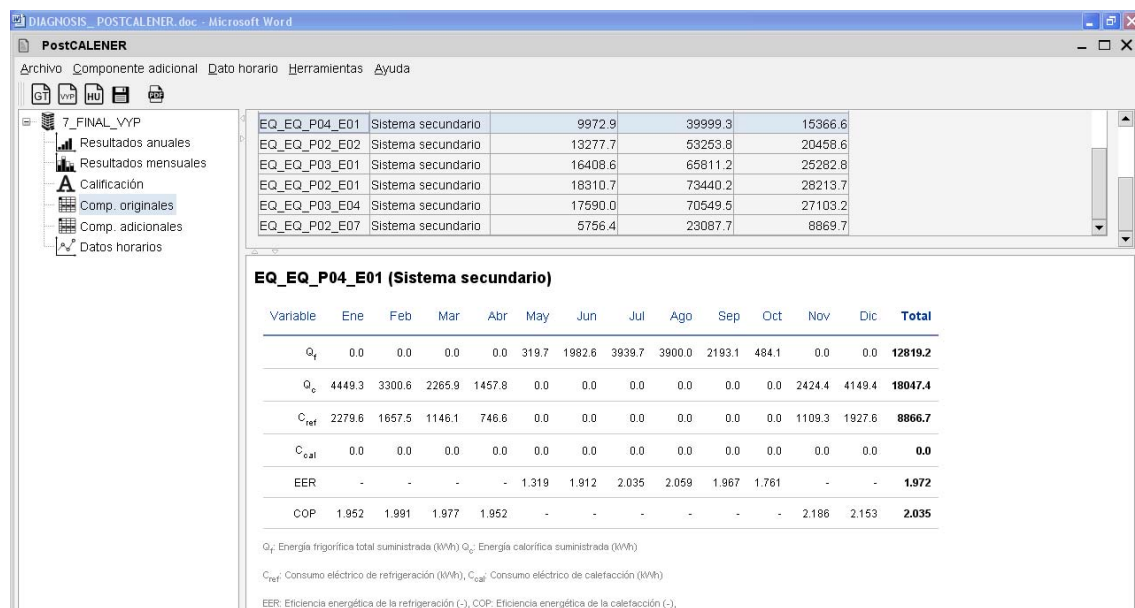 DIAGNOSIS_ POSTCALENER.doc - Microsoft Word
PostCALENER
Archivo Componente adicional Dato horario Herramientas Ayuda
GT VYP HU PDF
7_FINAL_VYP
Resultados anuales
Resultados mensuales
A Calificación
Comp. originales
Comp. adicionales
Datos horarios
EQ_EQ_P04_E01 Sistema secundario 9972.9 39999.3 15366.6
EQ_EQ_P02_E02 Sistema secundario 13277.7 53253.8 20458.6
EQ_EQ_P03_E01 Sistema secundario 16408.6 65811.2 25282.8
EQ_EQ_P02_E01 Sistema secundario 18310.7 73440.2 28213.7
EQ_EQ_P03_E04 Sistema secundario 17590.0 70549.5 27103.2
EQ_EQ_P02_E07 Sistema secundario 5756.4 23087.7 8869.7
EQ_EQ_P04_E01 (Sistema secundario)
Variable Ene Feb Mar Abr May Jun Jul Ago Sep Oct Nov Dic Total
Qf 0.0 0.0 0.0 0.0 319.7 1982.6 3939.7 3900.0 2193.1 484.1 0.0 0.0 12819.2
Qc 4449.3 3300.6 2265.9 1457.8 0.0 0.0 0.0 0.0 0.0 0.0 2424.4 4149.4 18047.4
Cref 2279.6 1657.5 1146.1 746.6 0.0 0.0 0.0 0.0 0.0 0.0 1109.3 1927.6 8866.7
Ccal 0.0 0.0 0.0 0.0 0.0 0.0 0.0 0.0 0.0 0.0 0.0 0.0 0.0
EER - - - - 1.319 1.912 2.035 2.059 1.967 1.761 - - 1.972
COP 1.952 1.991 1.977 1.952 - - - - - - 2.186 2.153 2.035
Qf: Energía frigorífica total suministrada (kWh) Qc: Energía calorífica suministrada (kWh)
Cref: Consumo eléctrico de refrigeración (kWh), Ccal: Consumo eléctrico de calefacción (kWh)
EER: Eficiencia energética de la refrigeración (-), COP: Eficiencia energética de la calefacción (-),